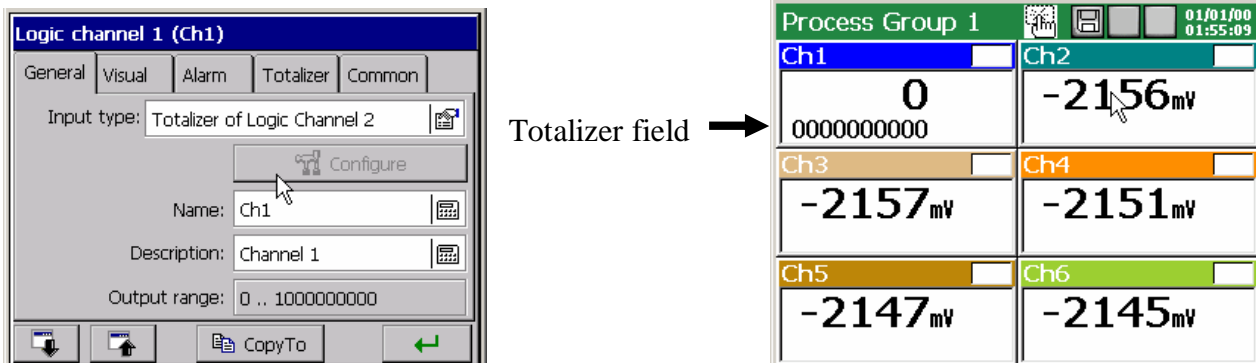 Logic channel 1 (Ch1)
General Visual Alarm Totalizer Common
Input type: Totalizer of Logic Channel 2
Configure
Name: Ch1
Description: Channel 1
Output range: 0 .. 1000000000
CopyTo
Totalizer field
Process Group 1 01/01/00
01:55:09
Ch1 Ch2
0 -2156mV
0000000000
Ch3 Ch4
-2157mV -2151mV
Ch5 Ch6
-2147mV -2145mV